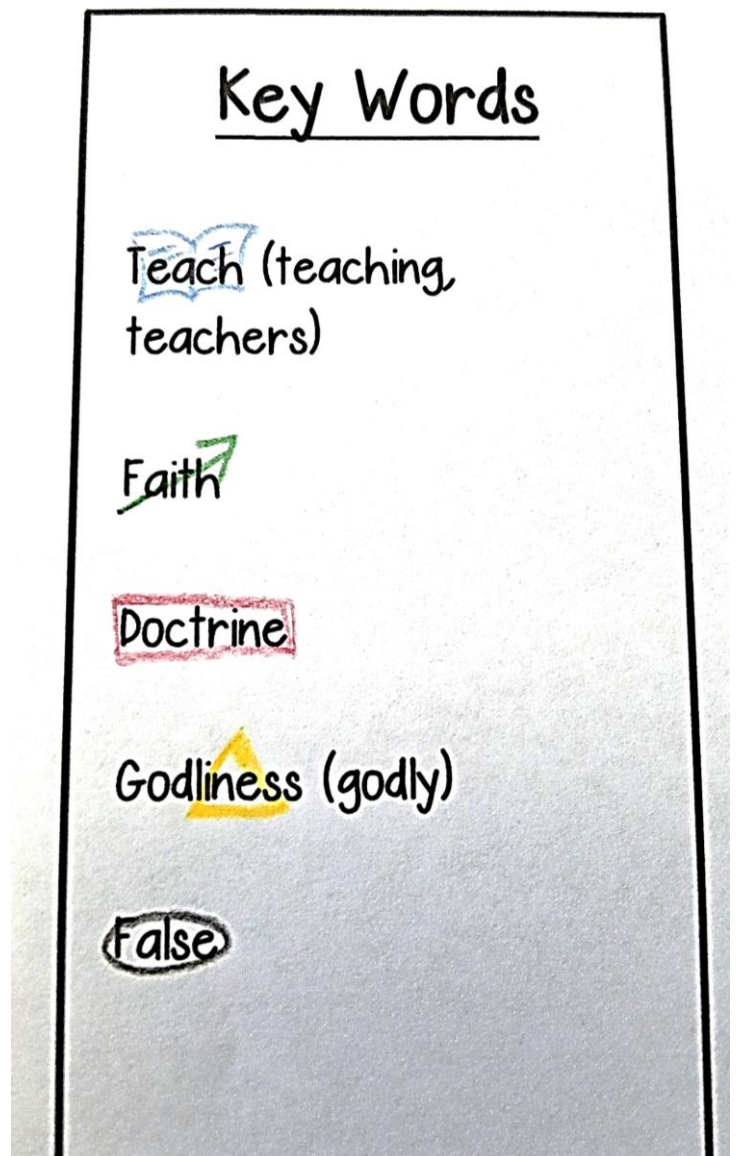 Key Words
Teach (teaching,
teachers)
Faith
Doctrine
Godliness (godly)
False